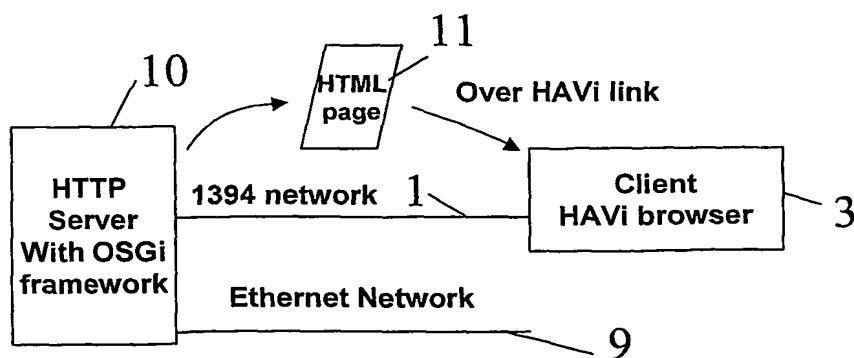 10
11
HTML
page
Over HAVi link
HTTP
Server
With OSGi
framework
1394 network
1
Client
HAVi browser
3
Ethernet Network
9